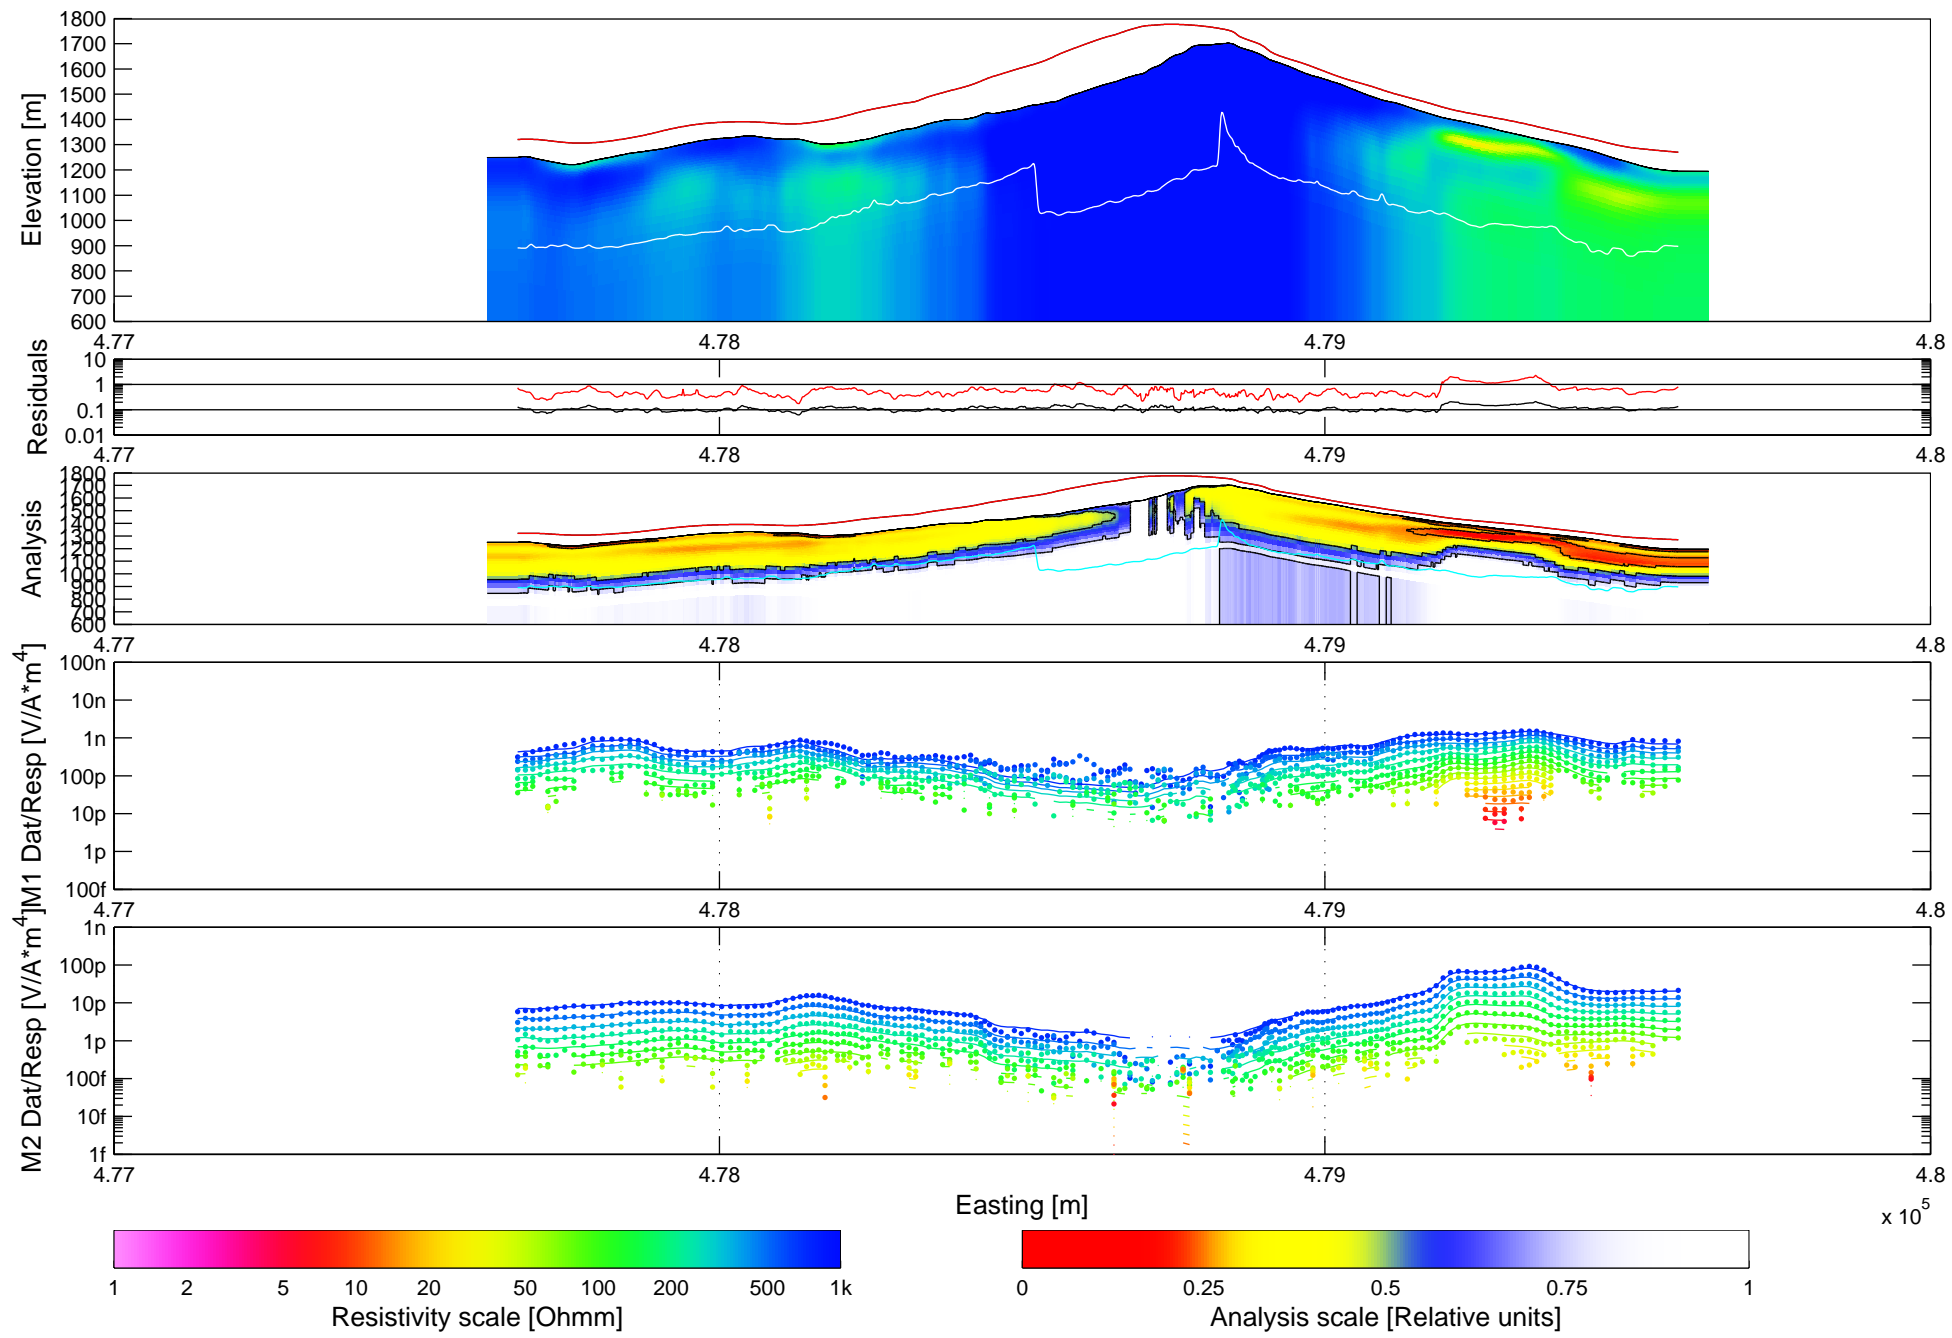 1800
1700
1600
1500
1400
1300
1200
1100
1000
900
800
700
600
Elevation [m]
4.77 4.78 4.79 4.8
10
1
0.1
0.01
Residuals
4.77 4.78 4.79 4.8
1800
1700
1600
1500
1400
1300
1200
1100
1000
900
800
700
600
Analysis
4.77 4.78 4.79 4.8
100n
10n
1n
100p
10p
1p
100f
M1 Dat/Resp [V/A*m^4]
4.77 4.78 4.79 4.8
1n
100p
10p
1p
100f
10f
1f
M2 Dat/Resp [V/A*m^4]
4.77 4.78 4.79 4.8
Easting [m]
x 10^5
1 2 5 10 20 50 100 200 500 1k
Resistivity scale [Ohmm]
0 0.25 0.5 0.75 1
Analysis scale [Relative units]